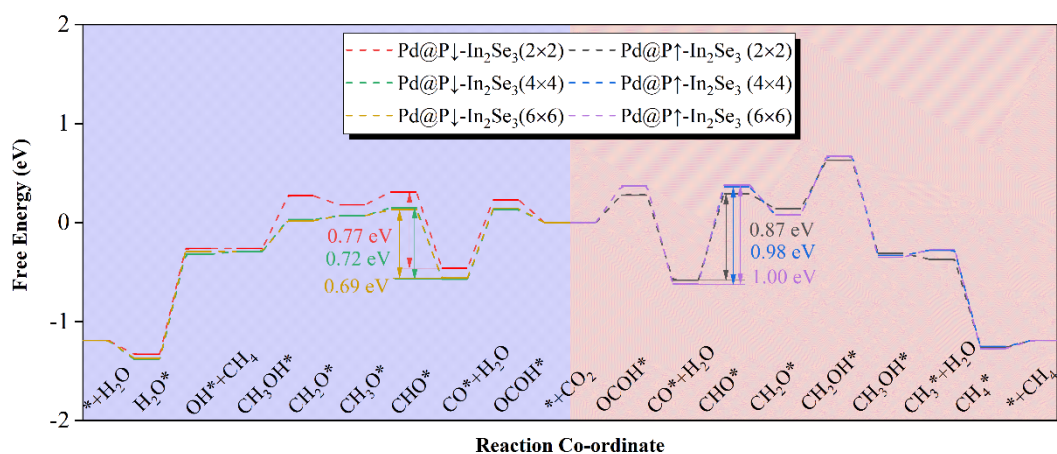 2
1
0
-1
-2
Free Energy (eV)
Pd@P↓-In₂Se₃(2×2)
Pd@P↑-In₂Se₃ (2×2)
Pd@P↓-In₂Se₃(4×4)
Pd@P↑-In₂Se₃ (4×4)
Pd@P↓-In₂Se₃(6×6)
Pd@P↑-In₂Se₃ (6×6)
0.77 eV
0.72 eV
0.69 eV
0.87 eV
0.98 eV
1.00 eV
*+H₂O
H₂O*
OH*+CH₄
CH₃OH*
CH₂O*
CH₃O*
CHO*
CO*+H₂O
OCOH*
*+CO₂
OCOH*
CO*+H₂O
CHO*
CH₂O*
CH₂OH*
CH₃OH*
CH₃*+H₂O
CH₄*
*+CH₄
Reaction Co-ordinate